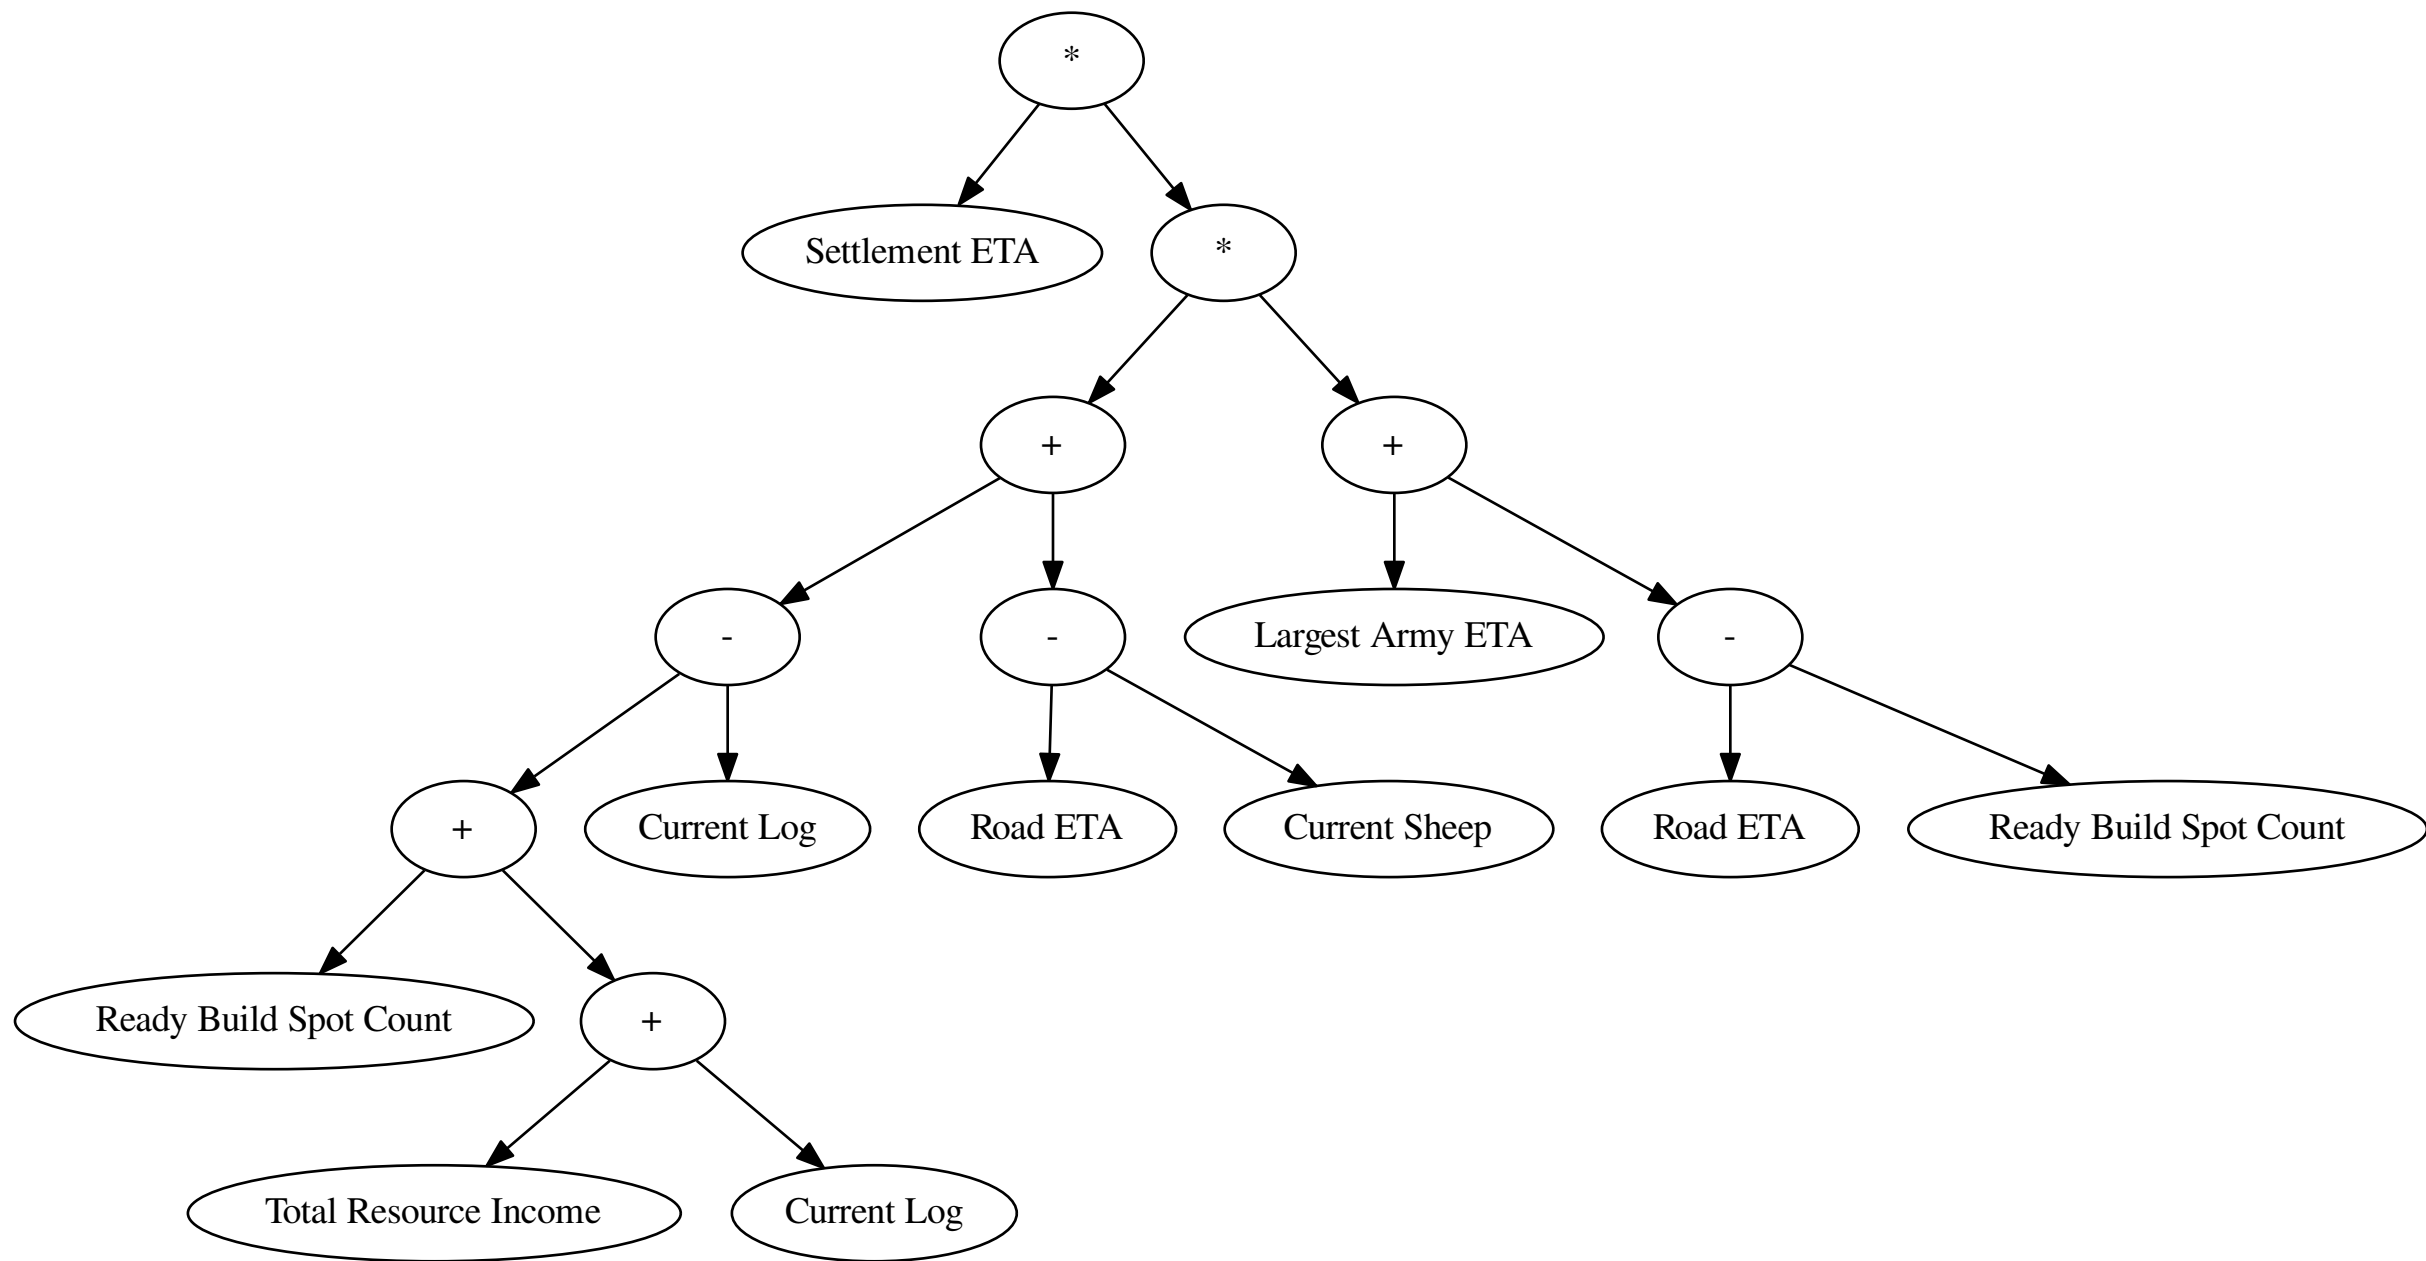 *
Settlement ETA
*
+
+
-
-
Largest Army ETA
-
+
Current Log
Road ETA
Current Sheep
Road ETA
Ready Build Spot Count
Ready Build Spot Count
+
Total Resource Income
Current Log